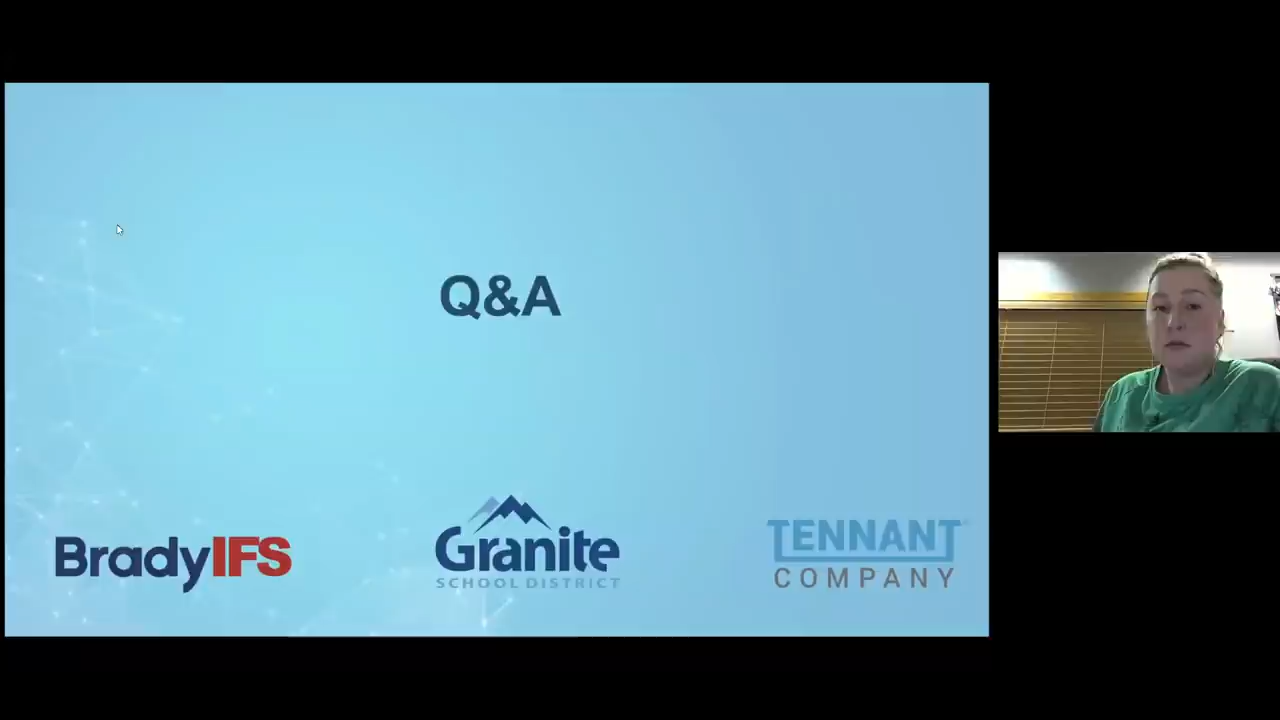 Q&A
BradyIFS
Granite
SCHOOL DISTRICT
TENNANT
COMPANY